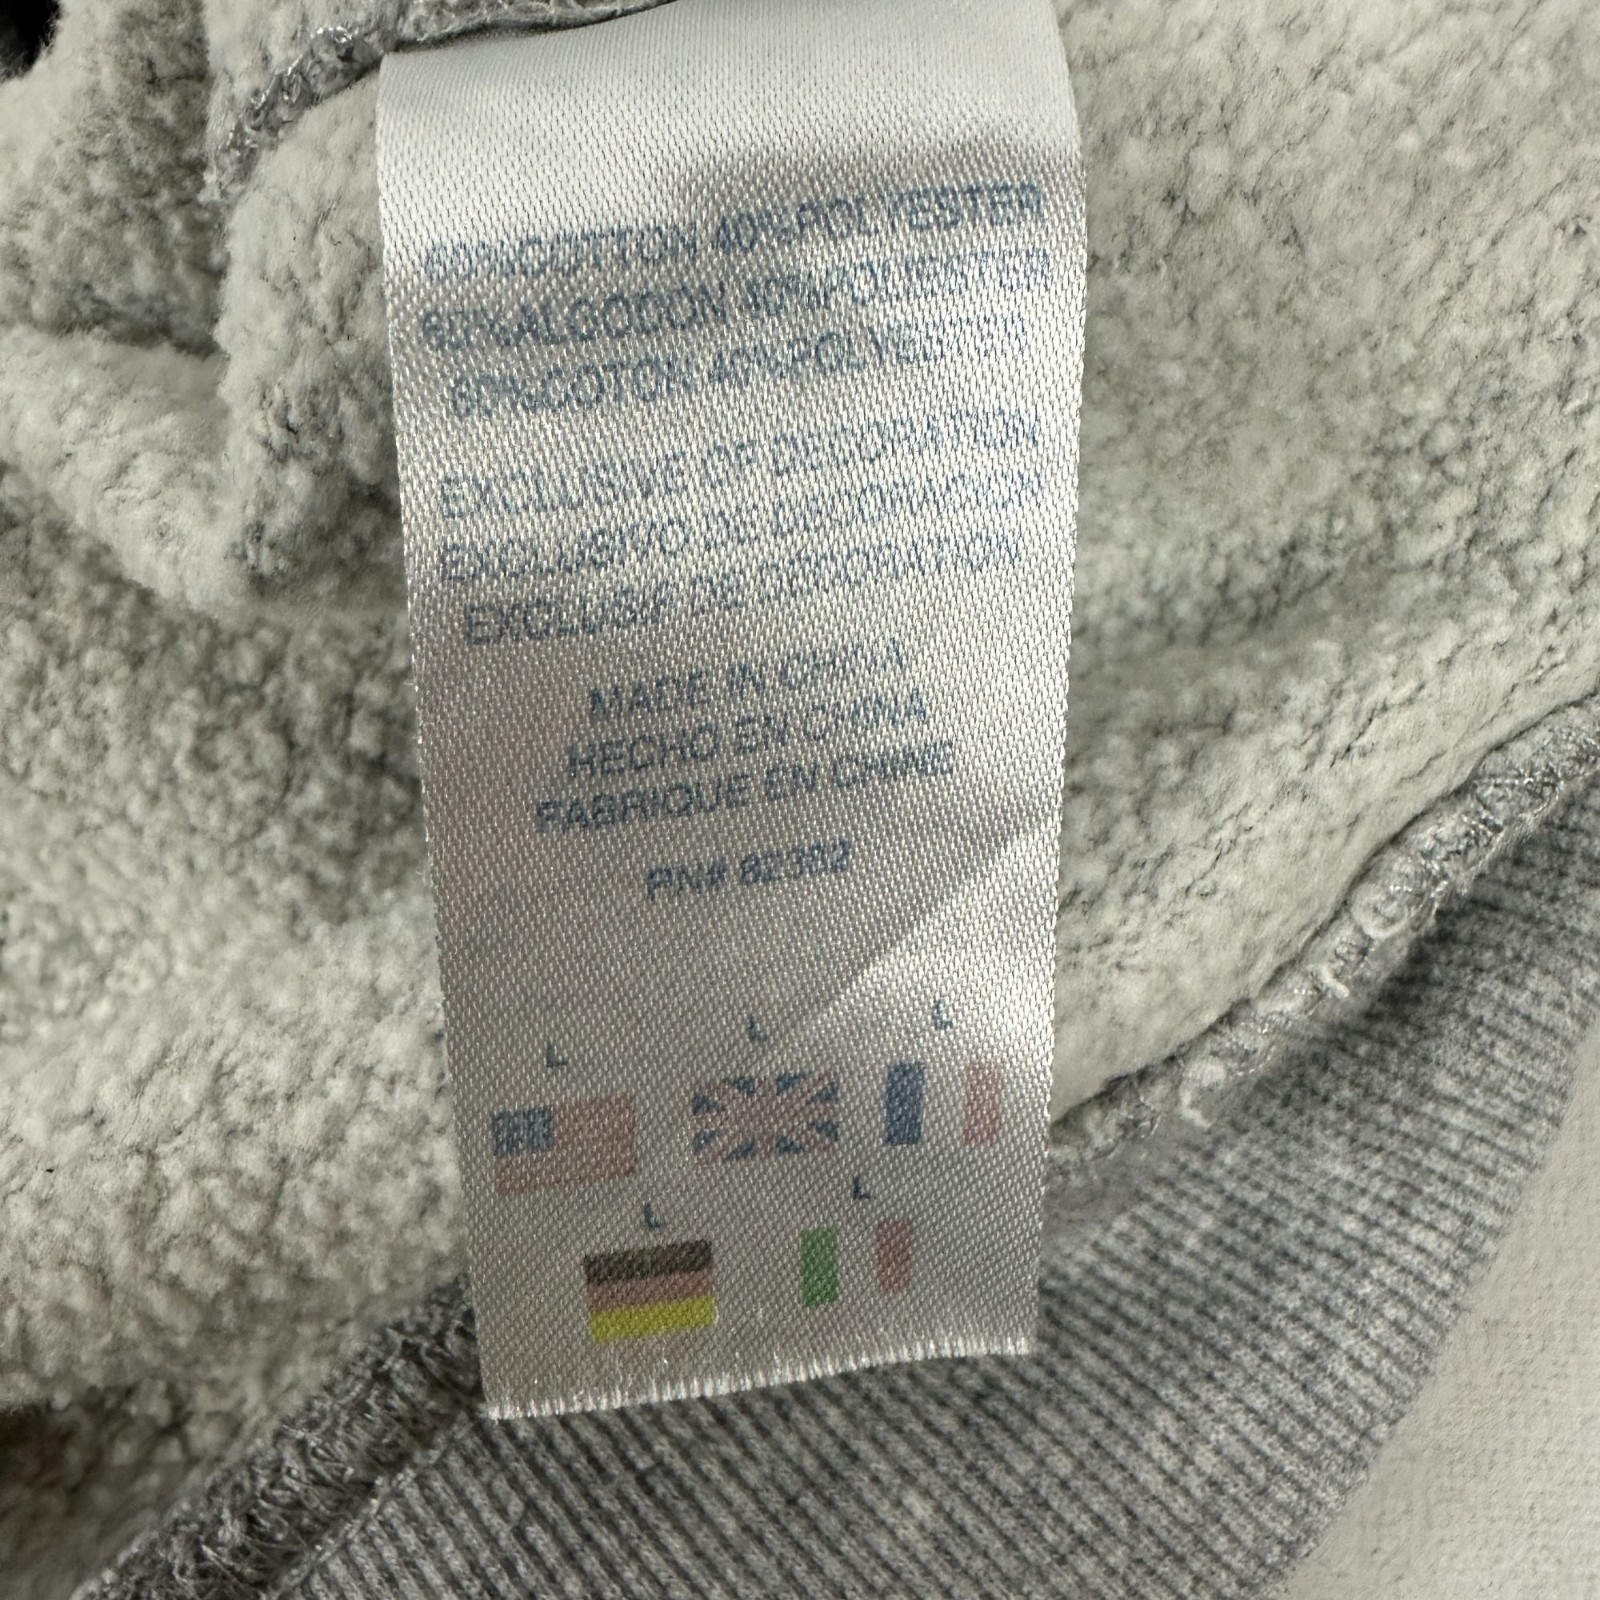 60%COTTON 40%POLYESTER
60%ALGODON 40%POLIESTER
60%COTON 40%POLYESTER
EXCLUSIVE OF DECORATION
EXCLUSIVO DE DECORACION
EXCLUSIF DE DECORATION
MADE IN CHINA
HECHO EN CHINA
FABRIQUE EN CHINE
PN# 82392
L L L
L L